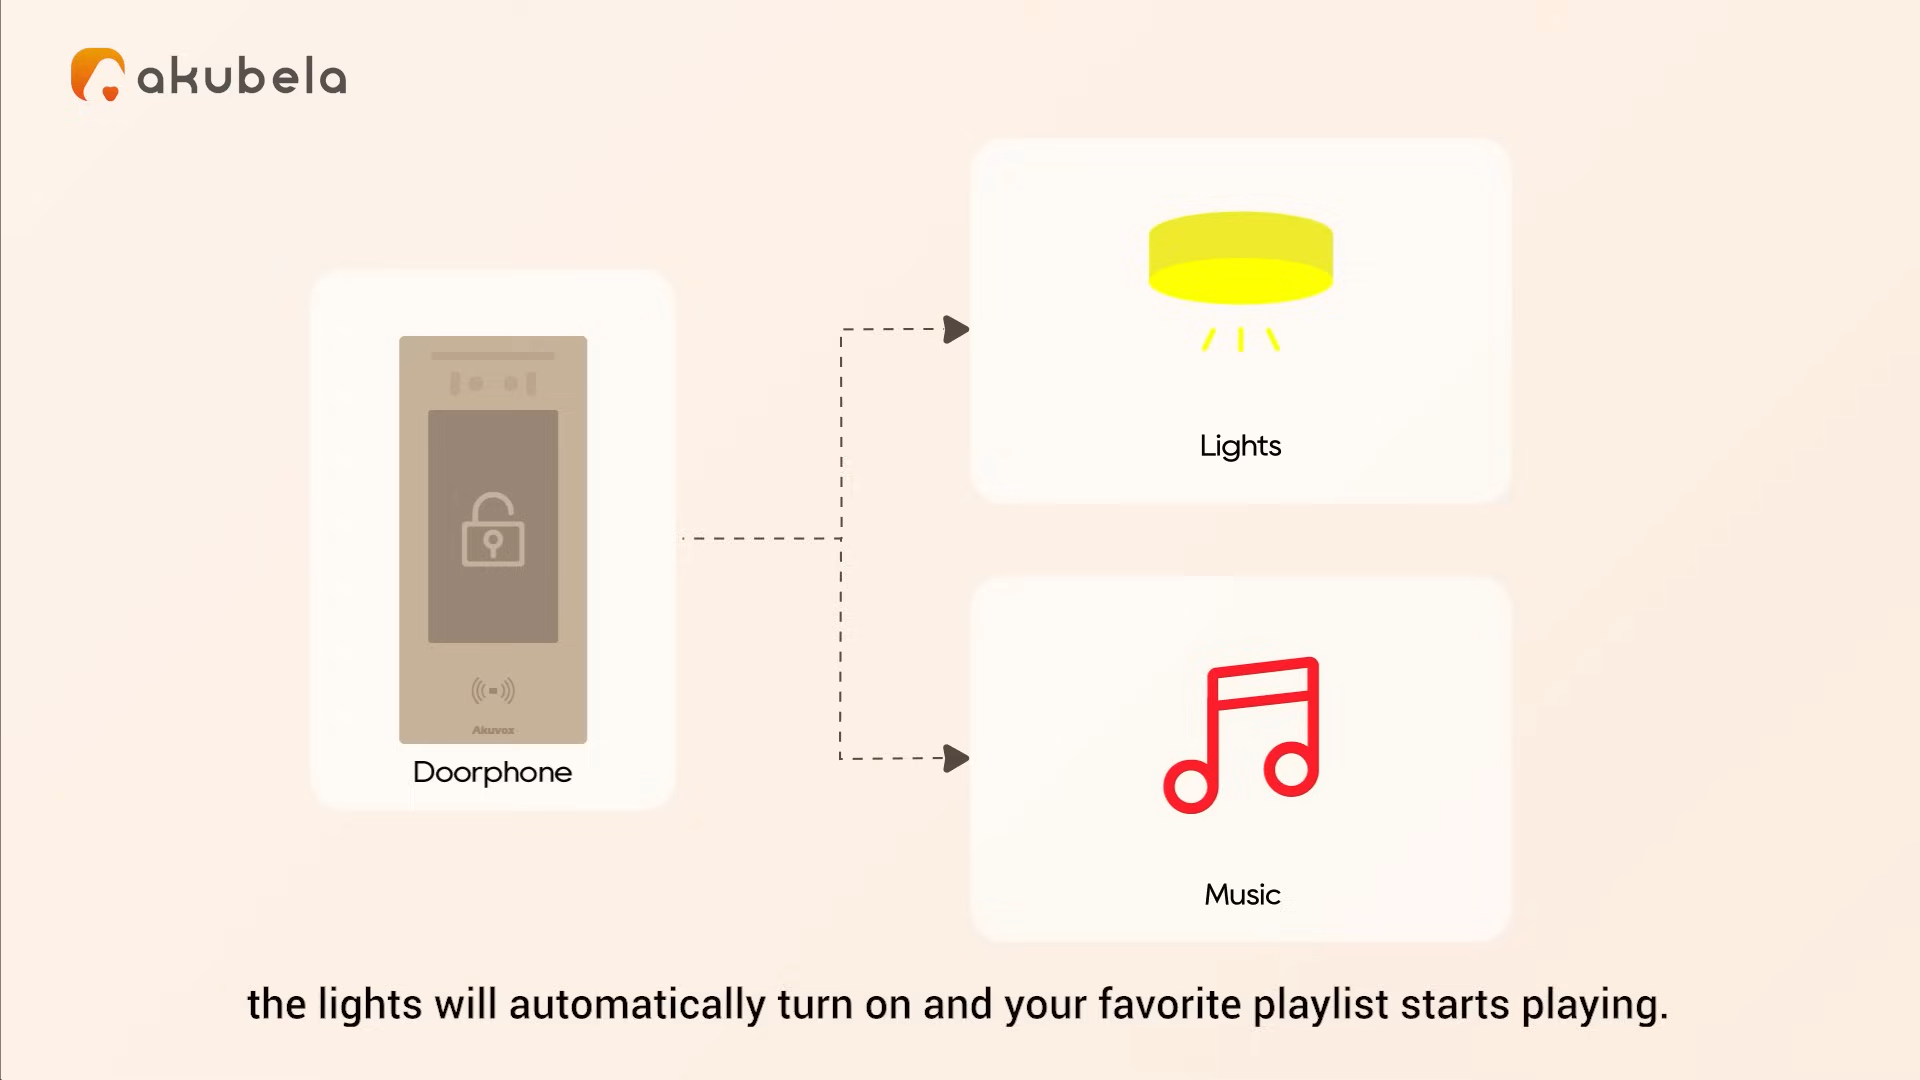 akubela
Lights
Akuvox
Doorphone
Music
the lights will automatically turn on and your favorite playlist starts playing.